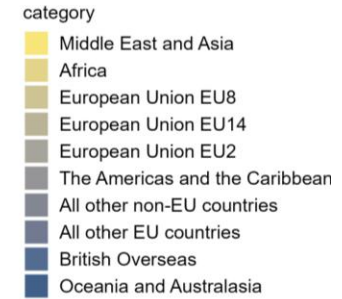 category
Middle East and Asia
Africa
European Union EU8
European Union EU14
European Union EU2
The Americas and the Caribbean
All other non-EU countries
All other EU countries
British Overseas
Oceania and Australasia